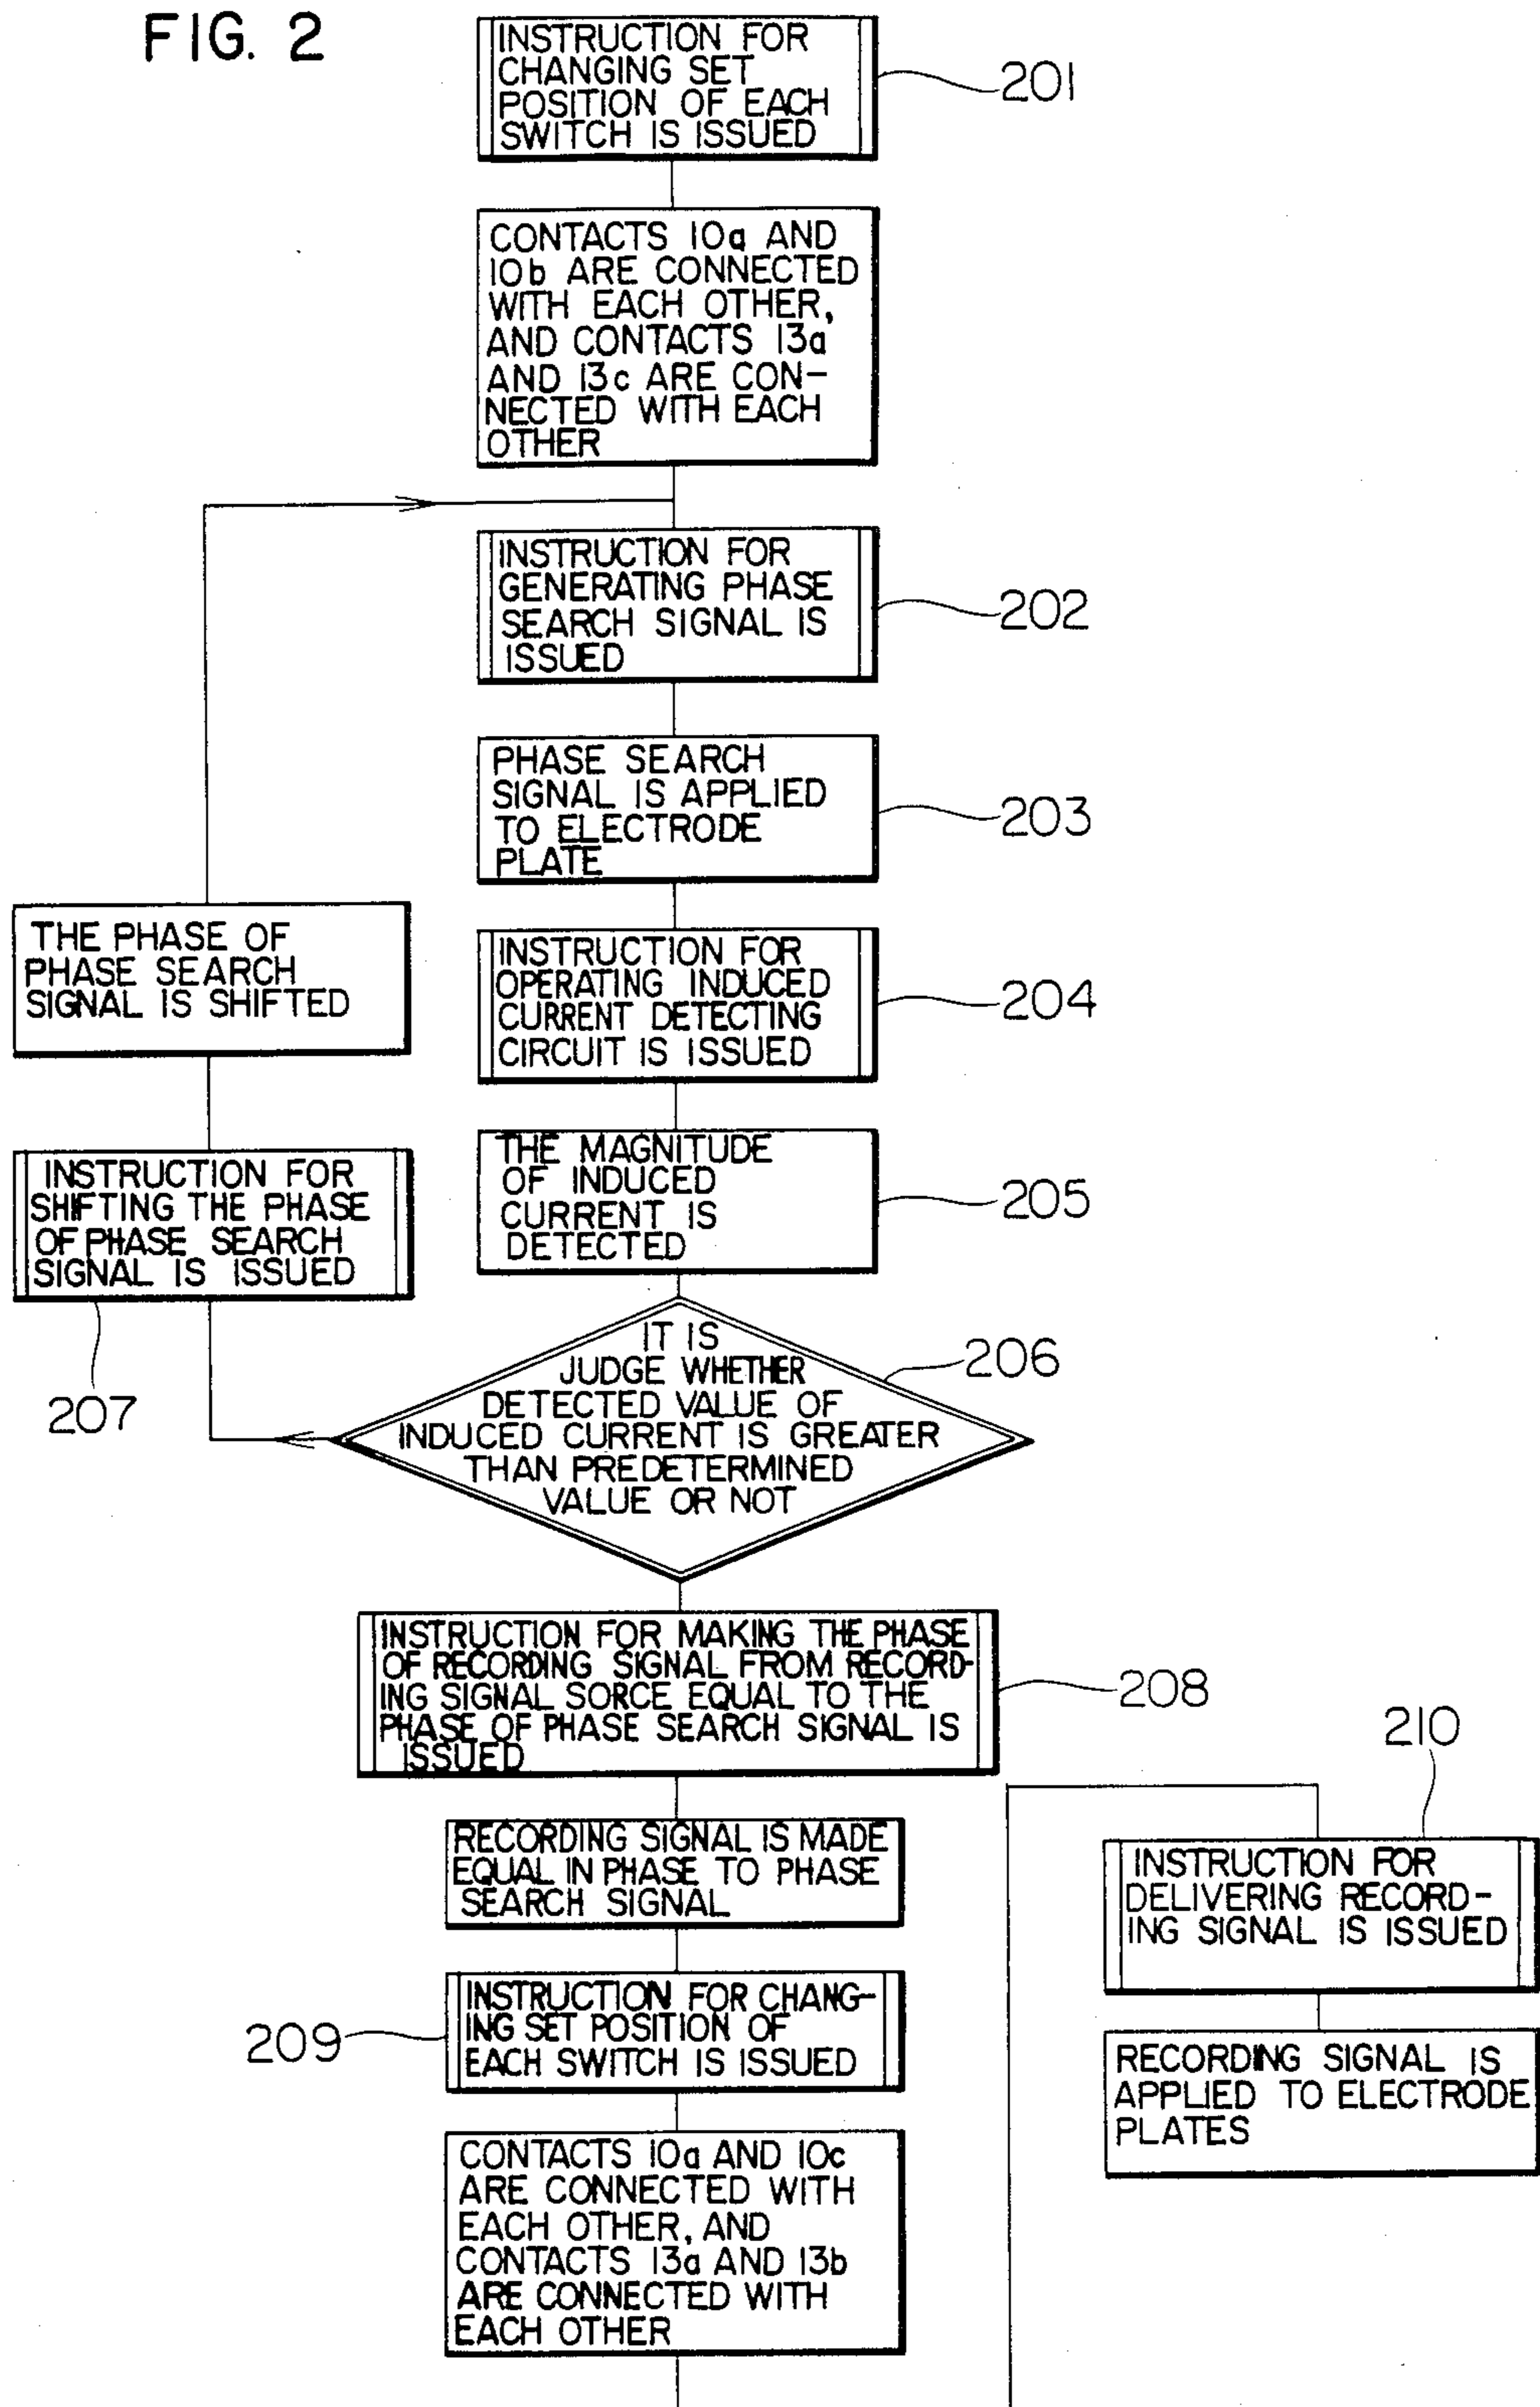 FIG. 2
INSTRUCTION FOR
CHANGING SET
POSITION OF EACH
SWITCH IS ISSUED
201
CONTACTS 10a AND
10b ARE CONNECTED
WITH EACH OTHER,
AND CONTACTS 13a
AND 13c ARE CON-
NECTED WITH EACH
OTHER
INSTRUCTION FOR
GENERATING PHASE
SEARCH SIGNAL IS
ISSUED
202
PHASE SEARCH
SIGNAL IS APPLIED
TO ELECTRODE
PLATE
203
THE PHASE OF
PHASE SEARCH
SIGNAL IS SHIFTED
INSTRUCTION FOR
OPERATING INDUCED
CURRENT DETECTING
CIRCUIT IS ISSUED
204
INSTRUCTION FOR
SHIFTING THE PHASE
OF PHASE SEARCH
SIGNAL IS ISSUED
207
THE MAGNITUDE
OF INDUCED
CURRENT IS
DETECTED
205
IT IS
JUDGE WHETHER
DETECTED VALUE OF
INDUCED CURRENT IS GREATER
THAN PREDETERMINED
VALUE OR NOT
206
INSTRUCTION FOR MAKING THE PHASE
OF RECORDING SIGNAL FROM RECORD-
ING SIGNAL SORCE EQUAL TO THE
PHASE OF PHASE SEARCH SIGNAL IS
ISSUED
208
RECORDING SIGNAL IS MADE
EQUAL IN PHASE TO PHASE
SEARCH SIGNAL
INSTRUCTION FOR CHANG-
ING SET POSITION OF
EACH SWITCH IS ISSUED
209
CONTACTS 10a AND 10c
ARE CONNECTED WITH
EACH OTHER, AND
CONTACTS 13a AND 13b
ARE CONNECTED WITH
EACH OTHER
210
INSTRUCTION FOR
DELIVERING RECORD-
ING SIGNAL IS ISSUED
RECORDING SIGNAL IS
APPLIED TO ELECTRODE
PLATES